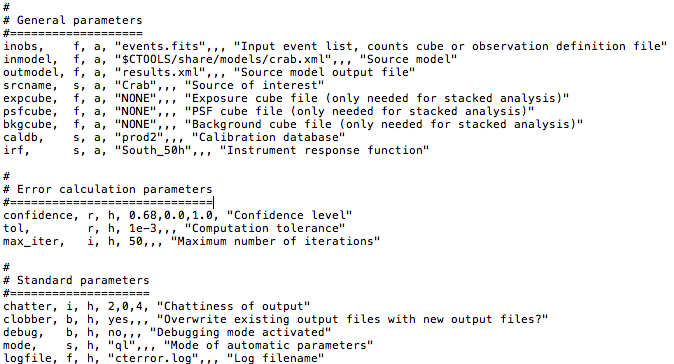 #
# General parameters
#===================
inobs,    f, a, "events.fits",,, "Input event list, counts cube or observation definition file"
inmodel,  f, a, "$CTOOLS/share/models/crab.xml",,, "Source model"
outmodel, f, a, "results.xml",,, "Source model output file"
srcname,  s, a, "Crab",,, "Source of interest"
expcube,  f, a, "NONE",,, "Exposure cube file (only needed for stacked analysis)"
psfcube,  f, a, "NONE",,, "PSF cube file (only needed for stacked analysis)"
bkgcube,  f, a, "NONE",,, "Background cube file (only needed for stacked analysis)"
caldb,    s, a, "prod2",,, "Calibration database"
irf,      s, a, "South_50h",,, "Instrument response function"

#
# Error calculation parameters
#=============================
confidence, r, h, 0.68,0.0,1.0, "Confidence level"
tol,        r, h, 1e-3,,, "Computation tolerance"
max_iter,   i, h, 50,,, "Maximum number of iterations"

#
# Standard parameters
#====================
chatter, i, h, 2,0,4, "Chattiness of output"
clobber, b, h, yes,,, "Overwrite existing output files with new output files?"
debug,   b, h, no,,, "Debugging mode activated"
mode,    s, h, "ql",,, "Mode of automatic parameters"
logfile, f, h, "cterror.log",,, "Log filename"